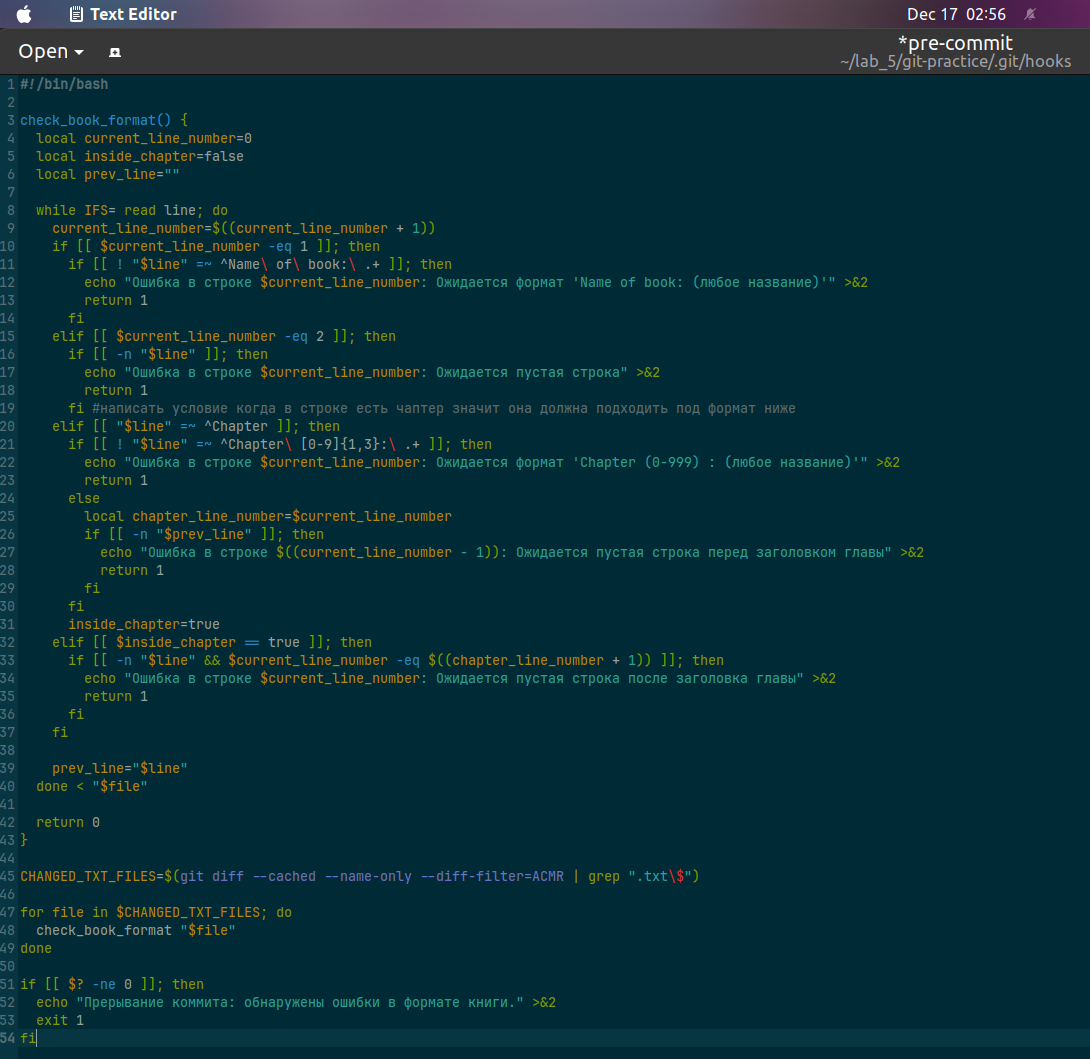 Text Editor
Dec 17 02:56
Open
*pre-commit
~/lab_5/git-practice/.git/hooks
1 #!/bin/bash
2
3 check_book_format() {
4   local current_line_number=0
5   local inside_chapter=false
6   local prev_line=""
7
8   while IFS= read line; do
9     current_line_number=$((current_line_number + 1))
10     if [[ $current_line_number -eq 1 ]]; then
11       if [[ ! "$line" =~ ^Name\ of\ book:\ .+ ]]; then
12         echo "Ошибка в строке $current_line_number: Ожидается формат 'Name of book: (любое название)'" >&2
13         return 1
14       fi
15     elif [[ $current_line_number -eq 2 ]]; then
16       if [[ -n "$line" ]]; then
17         echo "Ошибка в строке $current_line_number: Ожидается пустая строка" >&2
18         return 1
19       fi #написать условие когда в строке есть чаптер значит она должна подходить под формат ниже
20     elif [[ "$line" =~ ^Chapter ]]; then
21       if [[ ! "$line" =~ ^Chapter\ [0-9]{1,3}:\ .+ ]]; then
22         echo "Ошибка в строке $current_line_number: Ожидается формат 'Chapter (0-999) : (любое название)'" >&2
23         return 1
24       else
25         local chapter_line_number=$current_line_number
26         if [[ -n "$prev_line" ]]; then
27           echo "Ошибка в строке $((current_line_number - 1)): Ожидается пустая строка перед заголовком главы" >&2
28           return 1
29         fi
30       fi
31       inside_chapter=true
32     elif [[ $inside_chapter == true ]]; then
33       if [[ -n "$line" && $current_line_number -eq $((chapter_line_number + 1)) ]]; then
34         echo "Ошибка в строке $current_line_number: Ожидается пустая строка после заголовка главы" >&2
35         return 1
36       fi
37     fi
38
39     prev_line="$line"
40   done < "$file"
41
42   return 0
43 }
44
45 CHANGED_TXT_FILES=$(git diff --cached --name-only --diff-filter=ACMR | grep ".txt\$")
46
47 for file in $CHANGED_TXT_FILES; do
48   check_book_format "$file"
49 done
50
51 if [[ $? -ne 0 ]]; then
52   echo "Прерывание коммита: обнаружены ошибки в формате книги." >&2
53   exit 1
54 fi